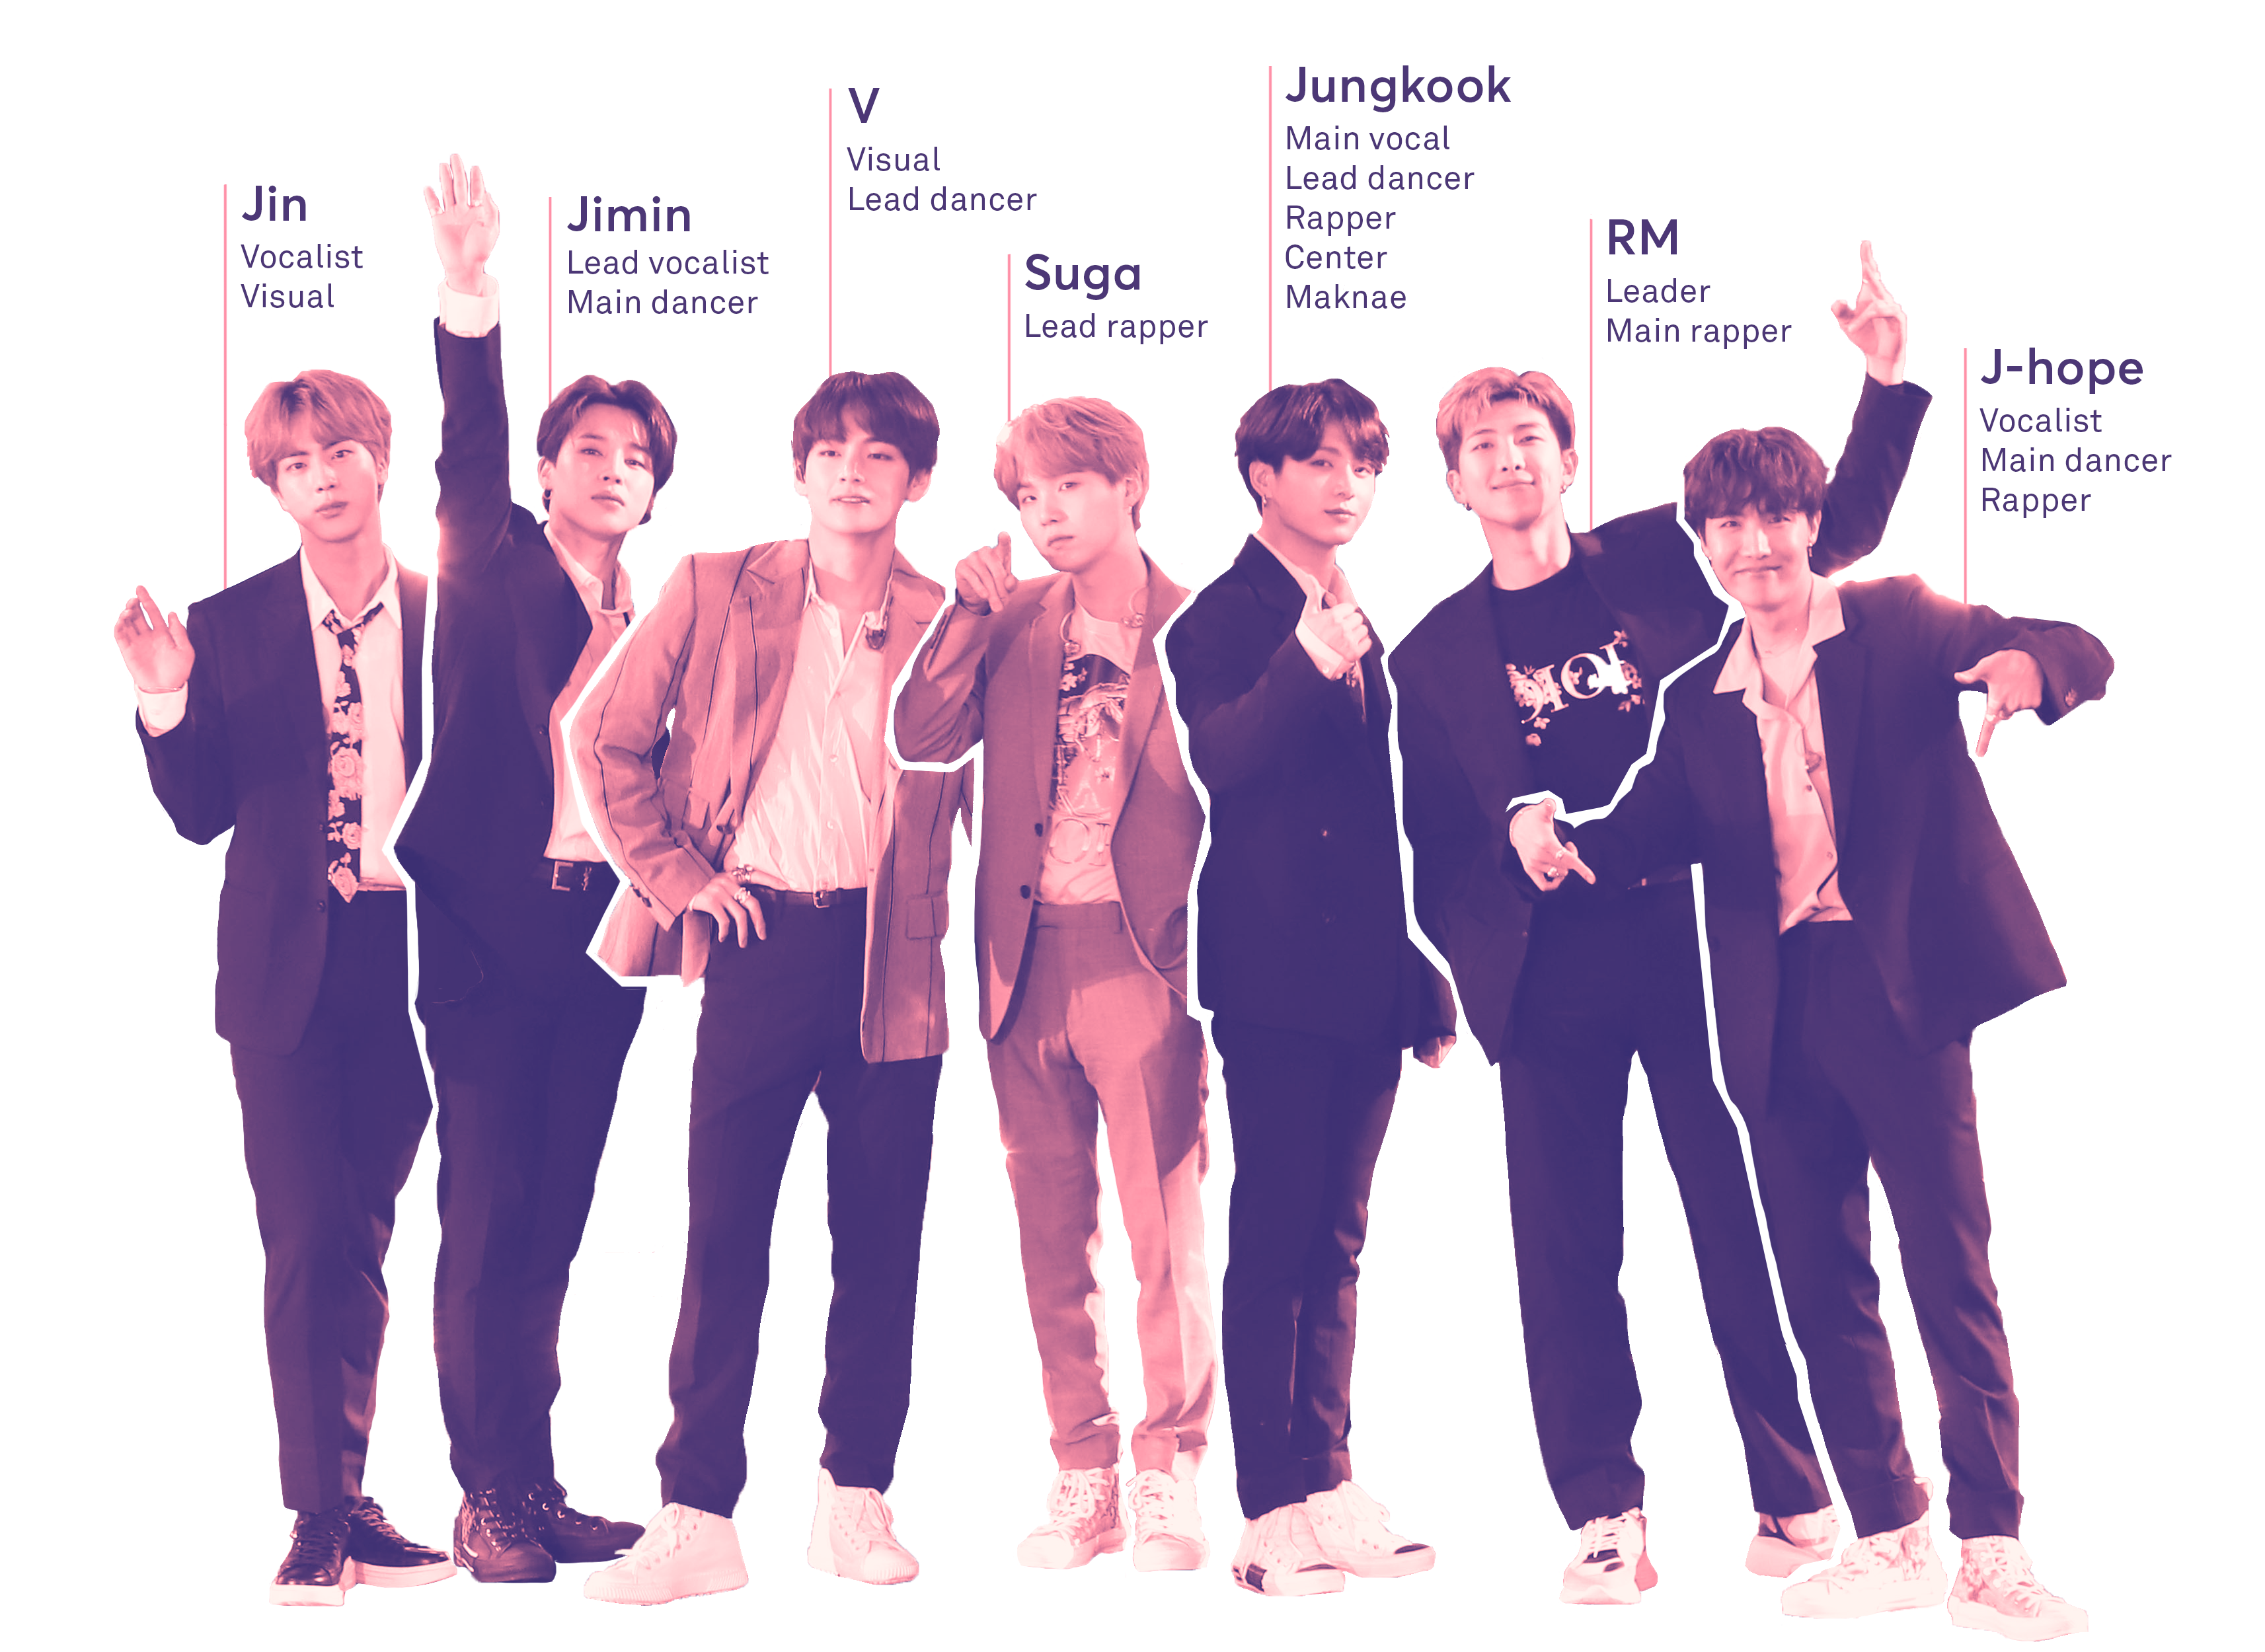 Jin
Vocalist
Visual
Jimin
Lead vocalist
Main dancer
V
Visual
Lead dancer
Suga
Lead rapper
Jungkook
Main vocal
Lead dancer
Rapper
Center
Maknae
RM
Leader
Main rapper
J-hope
Vocalist
Main dancer
Rapper